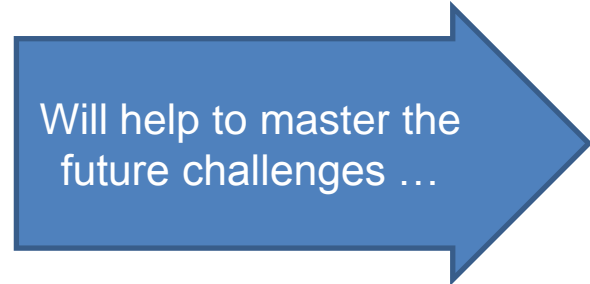 Will help to master the
future challenges …